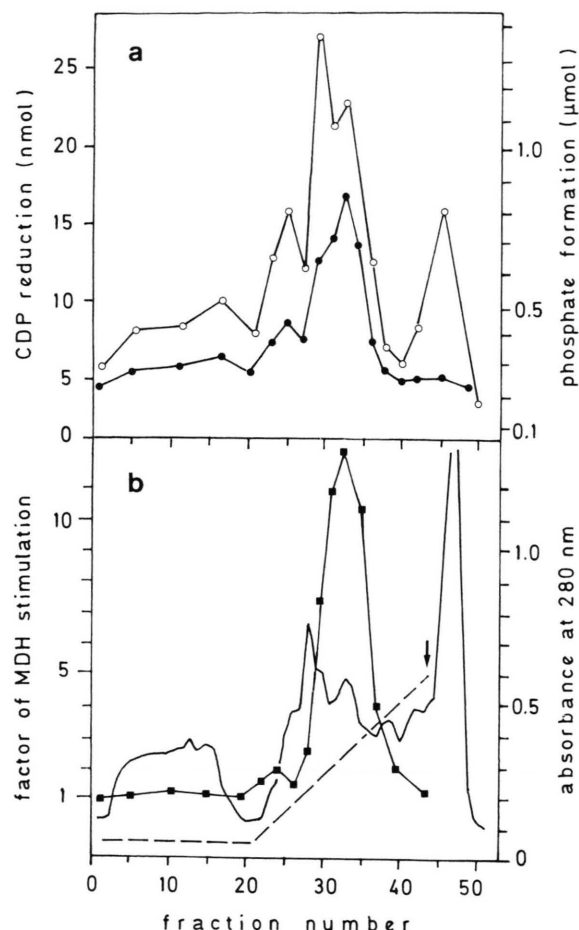 a
CDP reduction (nmol)
25
20
15
10
5
0
phosphate formation (μmol)
1.0
0.5
0.1
b
factor of MDH stimulation
10
5
1
absorbance at 280 nm
1.0
0.5
0
0 10 20 30 40 50
fraction number